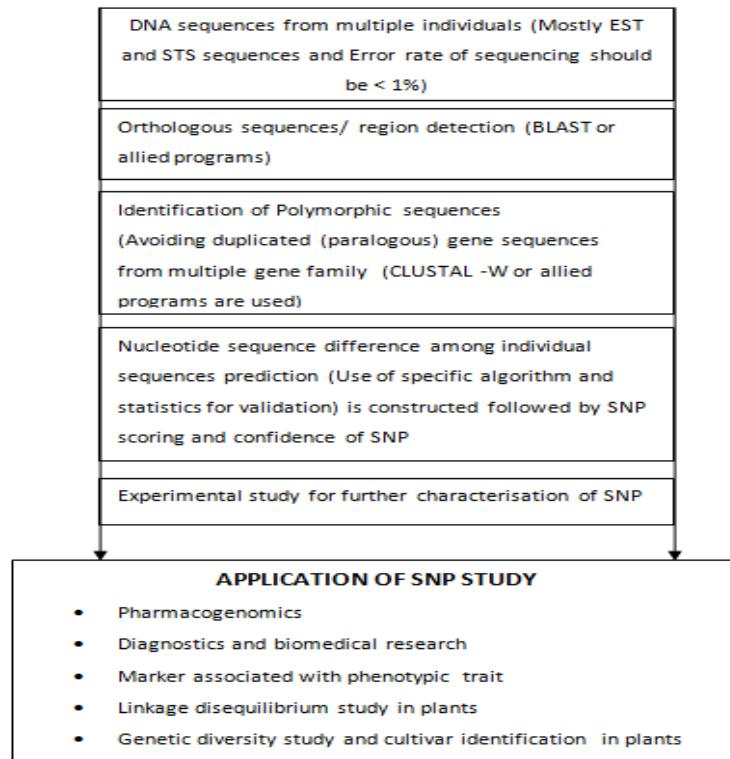 DNA sequences from multiple individuals (Mostly EST
and STS sequences and Error rate of sequencing should
be < 1%)
Orthologous sequences/ region detection (BLAST or
allied programs)
Identification of Polymorphic sequences
(Avoiding duplicated (paralogous) gene sequences
from multiple gene family (CLUSTAL -W or allied
programs are used)
Nucleotide sequence difference among individual
sequences prediction (Use of specific algorithm and
statistics for validation) is constructed followed by SNP
scoring and confidence of SNP
Experimental study for further characterisation of SNP
APPLICATION OF SNP STUDY
• Pharmacogenomics
• Diagnostics and biomedical research
• Marker associated with phenotypic trait
• Linkage disequilibrium study in plants
• Genetic diversity study and cultivar identification in plants